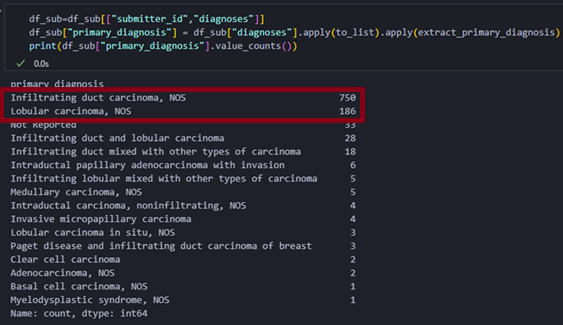 df_sub=df_sub[["submitter_id","diagnoses"]]
df_sub["primary_diagnosis"] = df_sub["diagnoses"].apply(to_list).apply(extract_primary_diagnosis)
print(df_sub["primary_diagnosis"].value_counts())
0.0s
primary_diagnosis
Infiltrating duct carcinoma, NOS 750
Lobular carcinoma, NOS 186
Not Reported 33
Infiltrating duct and lobular carcinoma 28
Infiltrating duct mixed with other types of carcinoma 18
Intraductal papillary adenocarcinoma with invasion 6
Infiltrating lobular mixed with other types of carcinoma 5
Medullary carcinoma, NOS 5
Intraductal carcinoma, noninfiltrating, NOS 4
Invasive micropapillary carcinoma 4
Lobular carcinoma in situ, NOS 3
Paget disease and infiltrating duct carcinoma of breast 3
Clear cell carcinoma 2
Adenocarcinoma, NOS 2
Basal cell carcinoma, NOS 1
Myelodysplastic syndrome, NOS 1
Name: count, dtype: int64